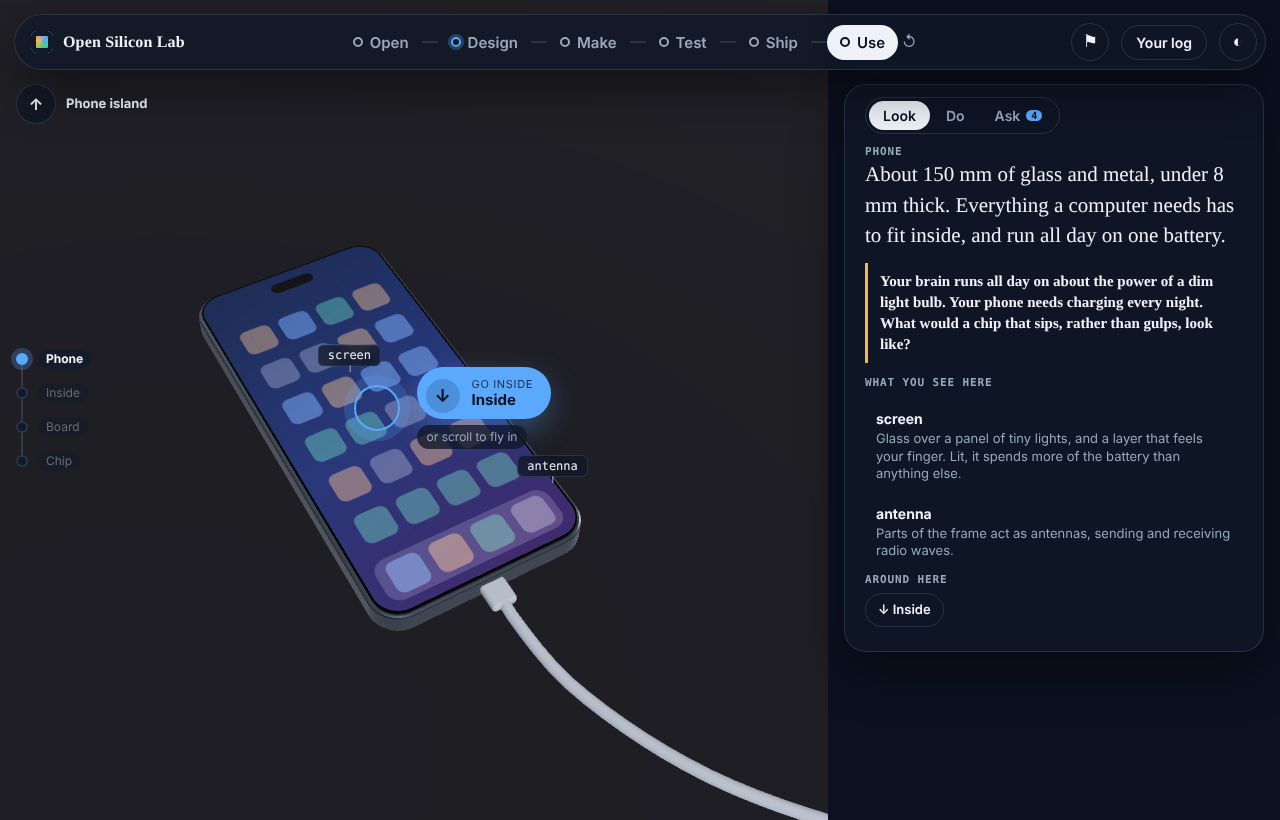 Open Silicon Lab
Open
Design
Make
Test
Ship
Use
Your log
Phone island
Look
Do
Ask 4
PHONE
About 150 mm of glass and metal, under 8
mm thick. Everything a computer needs has
to fit inside, and run all day on one battery.
Your brain runs all day on about the power of a dim
light bulb. Your phone needs charging every night.
What would a chip that sips, rather than gulps, look
like?
WHAT YOU SEE HERE
screen
Glass over a panel of tiny lights, and a layer that feels
your finger. Lit, it spends more of the battery than
anything else.
antenna
Parts of the frame act as antennas, sending and receiving
radio waves.
AROUND HERE
↓ Inside
Phone
Inside
Board
Chip
screen
GO INSIDE
Inside
or scroll to fly in
antenna